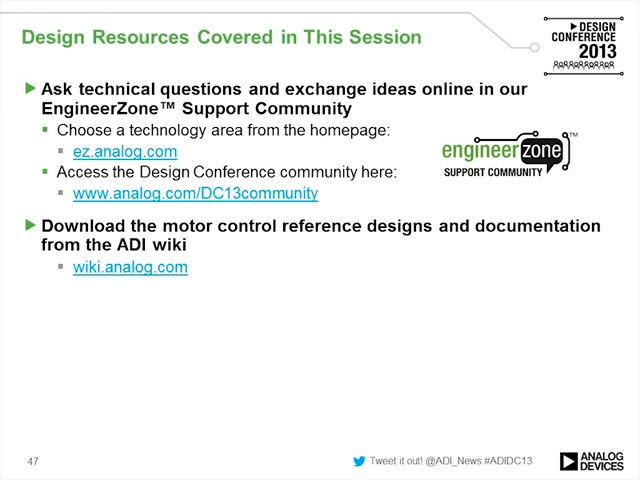 Design Resources Covered in This Session
DESIGN
CONFERENCE
2013
Ask technical questions and exchange ideas online in our
EngineerZone™ Support Community
Choose a technology area from the homepage:
ez.analog.com
Access the Design Conference community here:
www.analog.com/DC13community
engineer zone™
SUPPORT COMMUNITY
Download the motor control reference designs and documentation
from the ADI wiki
wiki.analog.com
47
Tweet it out! @ADI_News #ADIDC13
ANALOG
DEVICES